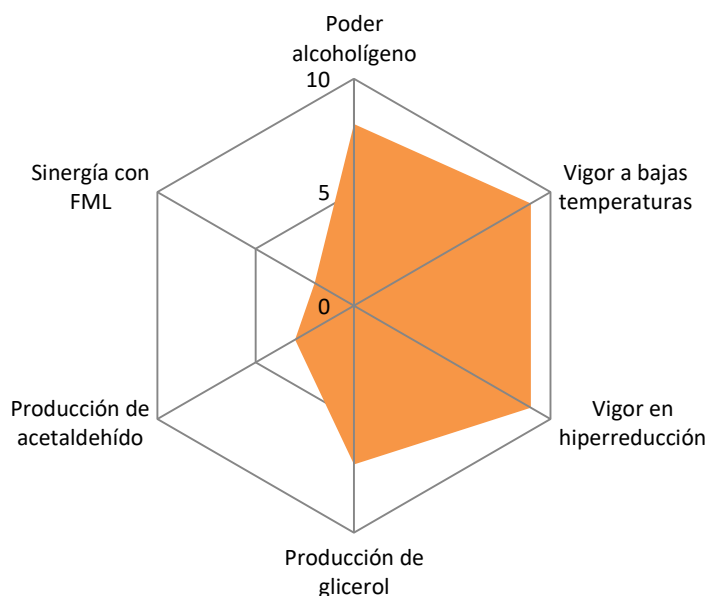 Poder
alcoholígeno
10
Sinergía con
FML
Vigor a bajas
temperaturas
5
0
Producción de
acetaldehído
Vigor en
hiperreducción
Producción de
glicerol